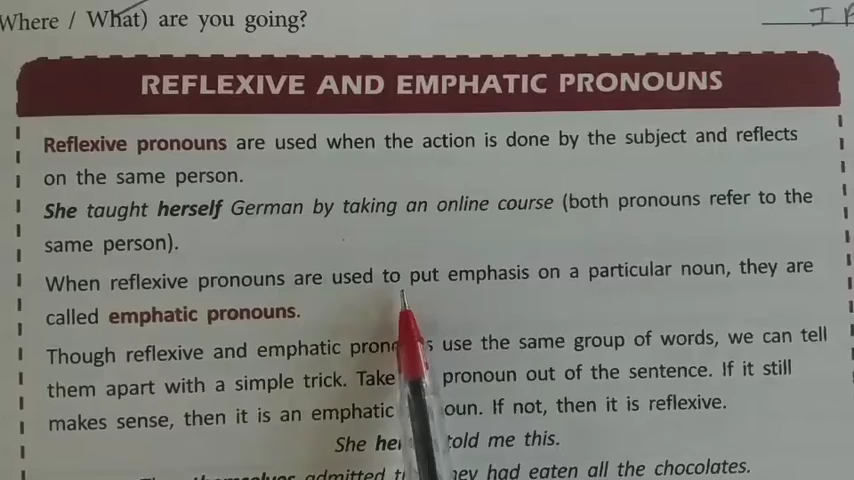 Where / What) are you going?
REFLEXIVE AND EMPHATIC PRONOUNS
Reflexive pronouns are used when the action is done by the subject and reflects
on the same person.
She taught herself German by taking an online course (both pronouns refer to the
same person).
When reflexive pronouns are used to put emphasis on a particular noun, they are
called emphatic pronouns.
Though reflexive and emphatic use the same group of words, we can tell
them apart with a simple trick. Take pronoun out of the sentence. If it still
makes sense, then it is an emphatic If not, then it is reflexive.
She told me this.
themselves admitted had eaten all the chocolates.